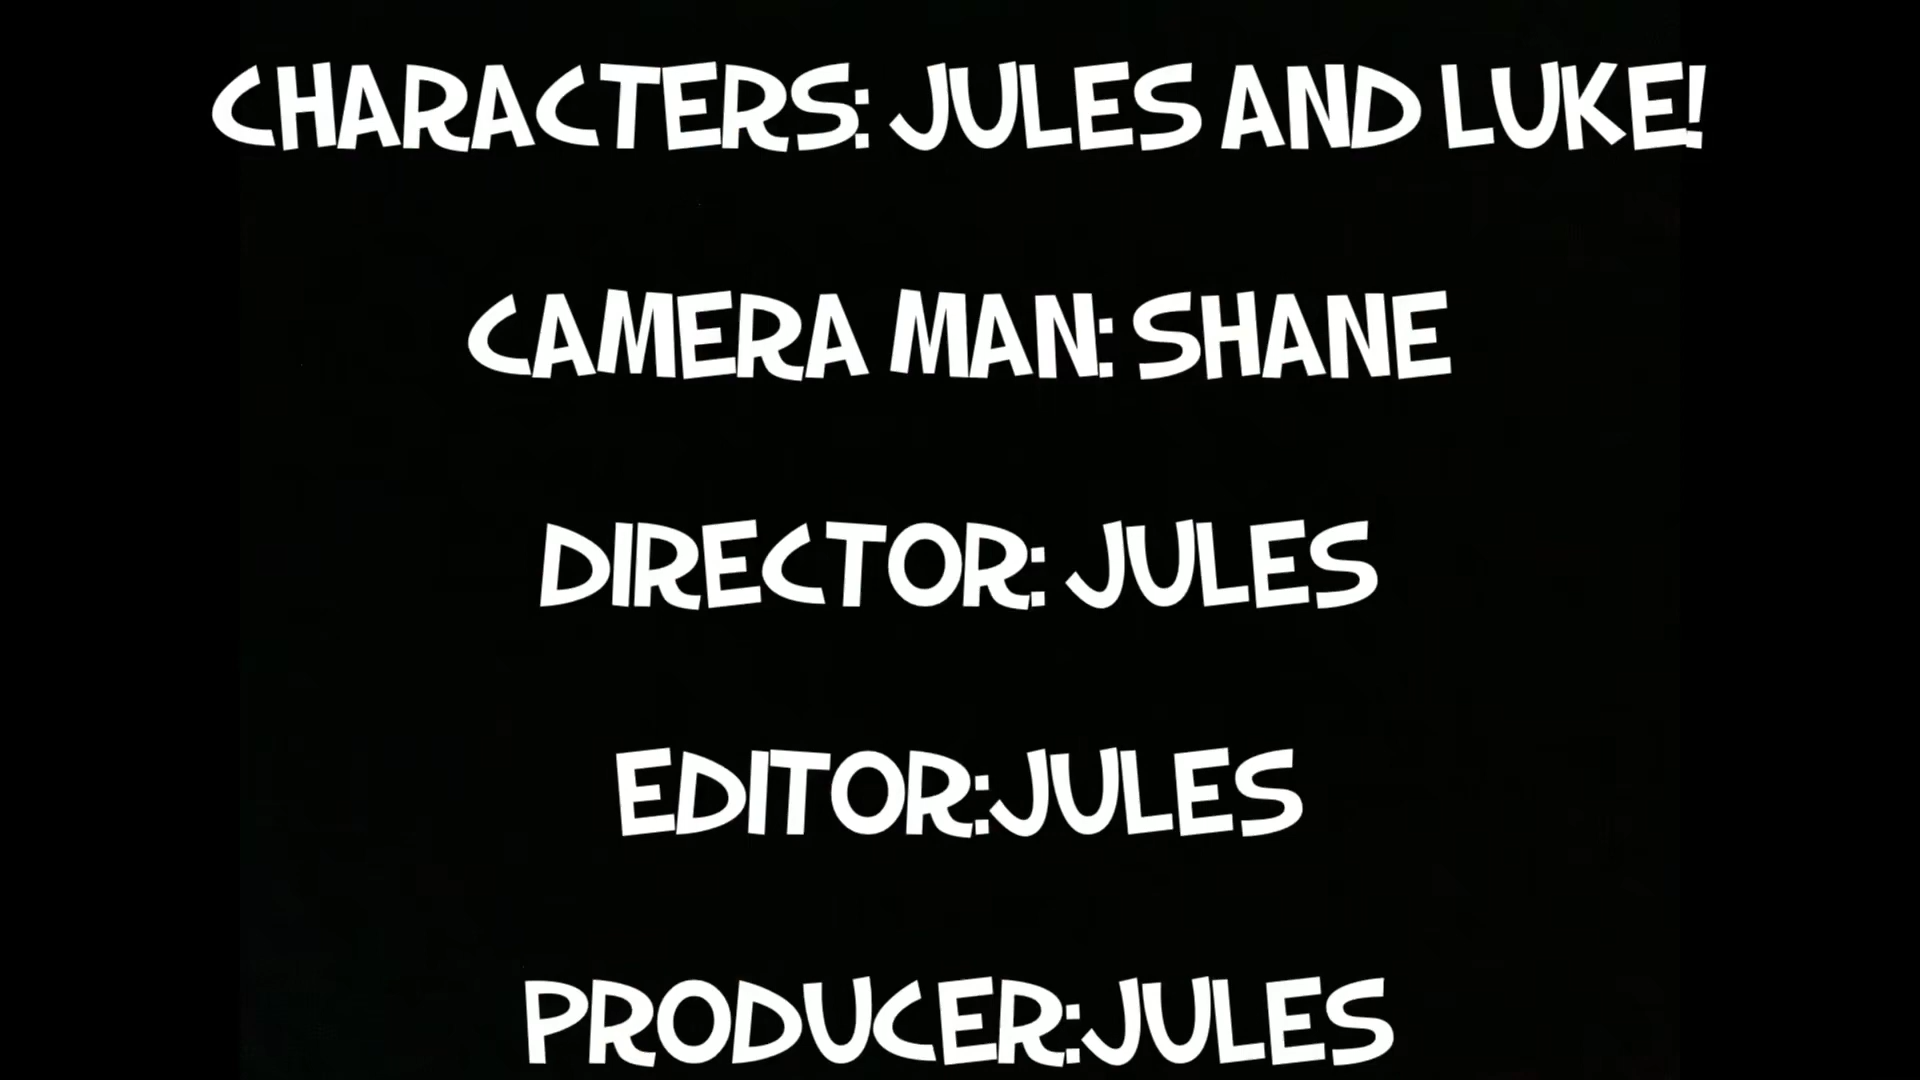 CHARACTERS: JULES AND LUKE!
CAMERA MAN: SHANE
DIRECTOR: JULES
EDITOR:JULES
PRODUCER:JULES